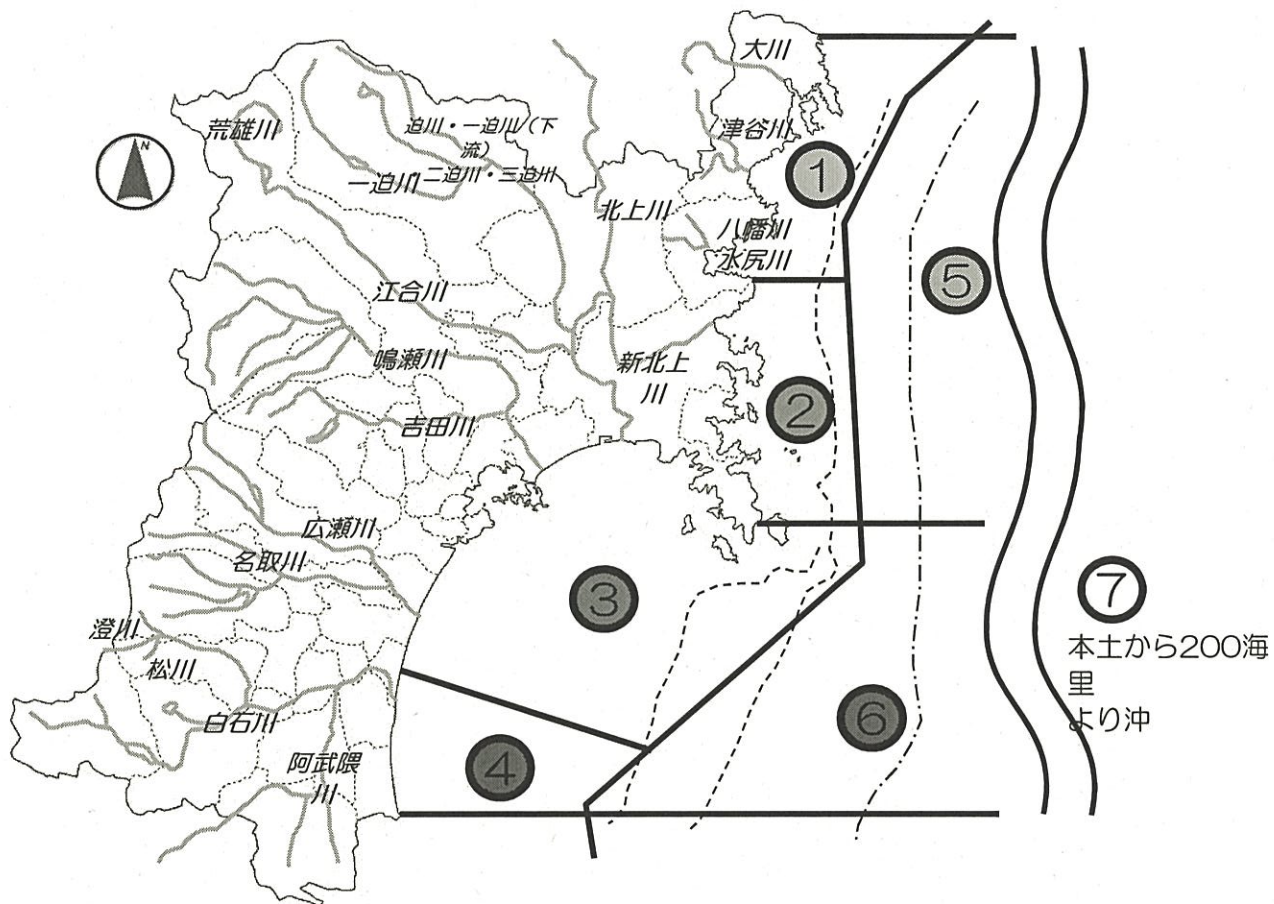 大川
N
荒雄川
迫川・一迫川(下
流)
津谷川
①
一迫川
二迫川・三迫川
北上川
八幡川
水尻川
⑤
江合川
鳴瀬川
新北上
川
②
吉田川
広瀬川
名取川
③
⑦
本土から200海
里
より沖
澄川
松川
白石川
⑥
阿武隈
川
④